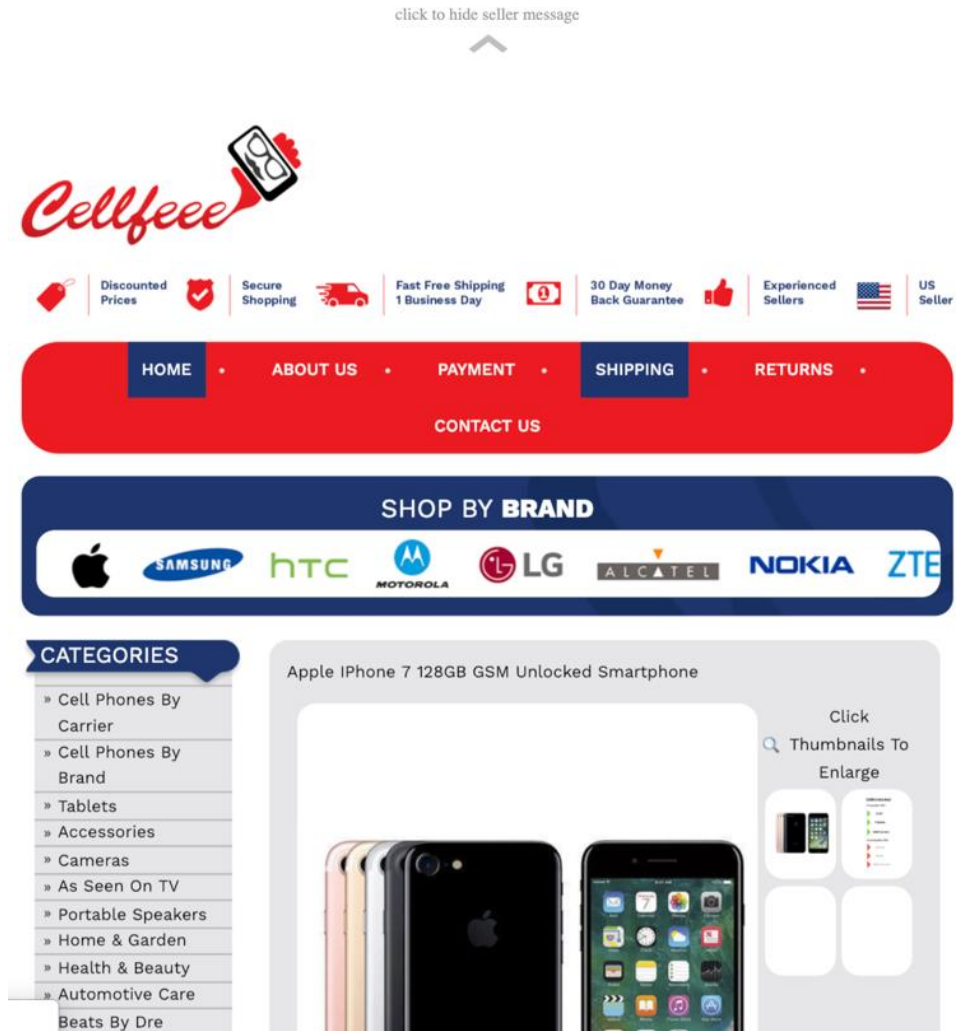 click to hide seller message
Cellfeee
Discounted
Prices
Secure
Shopping
Fast Free Shipping
1 Business Day
30 Day Money
Back Guarantee
Experienced
Sellers
US
Seller
HOME • ABOUT US • PAYMENT • SHIPPING • RETURNS •
CONTACT US
SHOP BY BRAND
SAMSUNG
hTC
MOTOROLA
LG
ALCATEL
NOKIA
ZTE
CATEGORIES
» Cell Phones By
Carrier
» Cell Phones By
Brand
» Tablets
» Accessories
» Cameras
» As Seen On TV
» Portable Speakers
» Home & Garden
» Health & Beauty
» Automotive Care
Beats By Dre
Apple IPhone 7 128GB GSM Unlocked Smartphone
Click
Thumbnails To
Enlarge